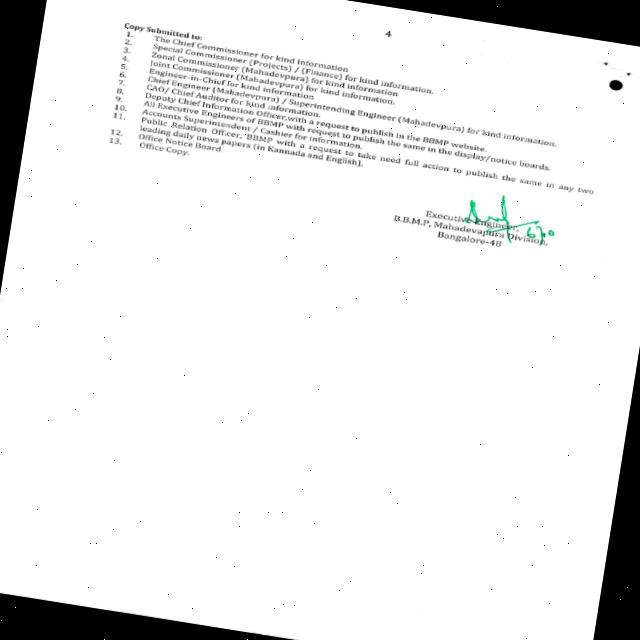 4
Copy Submitted to:
1. The Chief Commissioner for kind information
2. Special Commissioner (Projects) / (Finance) for kind information.
3. Zonal Commissioner (Mahadevpura) for kind information
4. Joint Commissioner (Mahadevpura) for kind information.
5. Engineer-in-Chief for kind information
6. Chief Engineer (Mahadevpura) / Superintending Engineer (Mahadevpura) for kind information.
7. CAO/ Chief Auditor for kind information.
8. Deputy Chief Information Officer,with a request to publish in the BBMP website.
9. All Executive Engineers of BBMP with request to publish the same in the display/notice boards.
10. Accounts Superintendent / Cashier for information.
11. Public .Relation Officer, 'BBMP with a request to take need full action to publish the same in any two
leading daily news papers (in Kannada and English).
12. Office Notice Board
13. Office Copy.
Executive Engineer,
B.B.M.P, Mahadevapura Division,
Bangalore-48